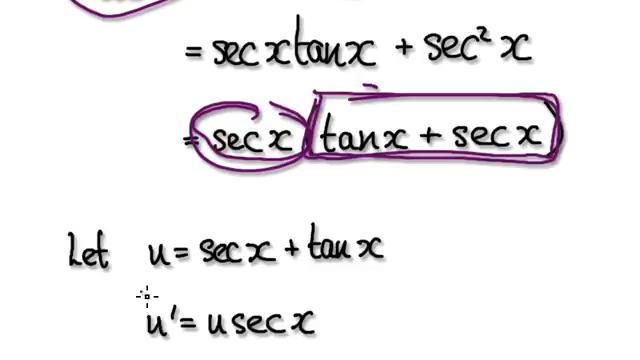 = sec x tan x + sec² x
= sec x (tan x + sec x)
Let u = sec x + tan x
u' = u sec x